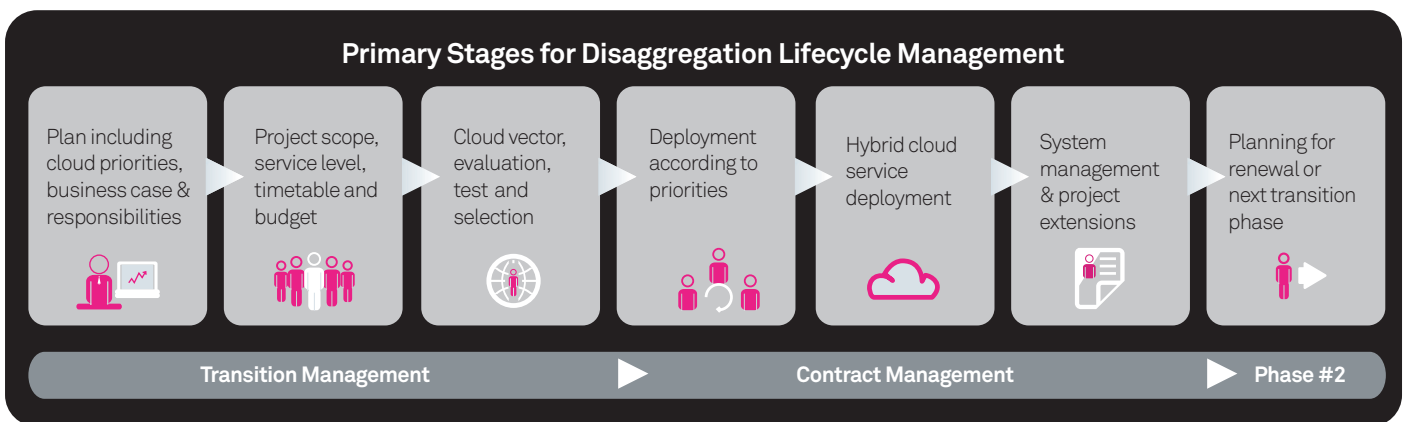 Primary Stages for Disaggregation Lifecycle Management
Plan including
cloud priorities,
business case &
responsibilities
Project scope,
service level,
timetable and
budget
Cloud vector,
evaluation,
test and
selection
Deployment
according to
priorities
Hybrid cloud
service
deployment
System
management
& project
extensions
Planning for
renewal or
next transition
phase
Transition Management
Contract Management
Phase #2